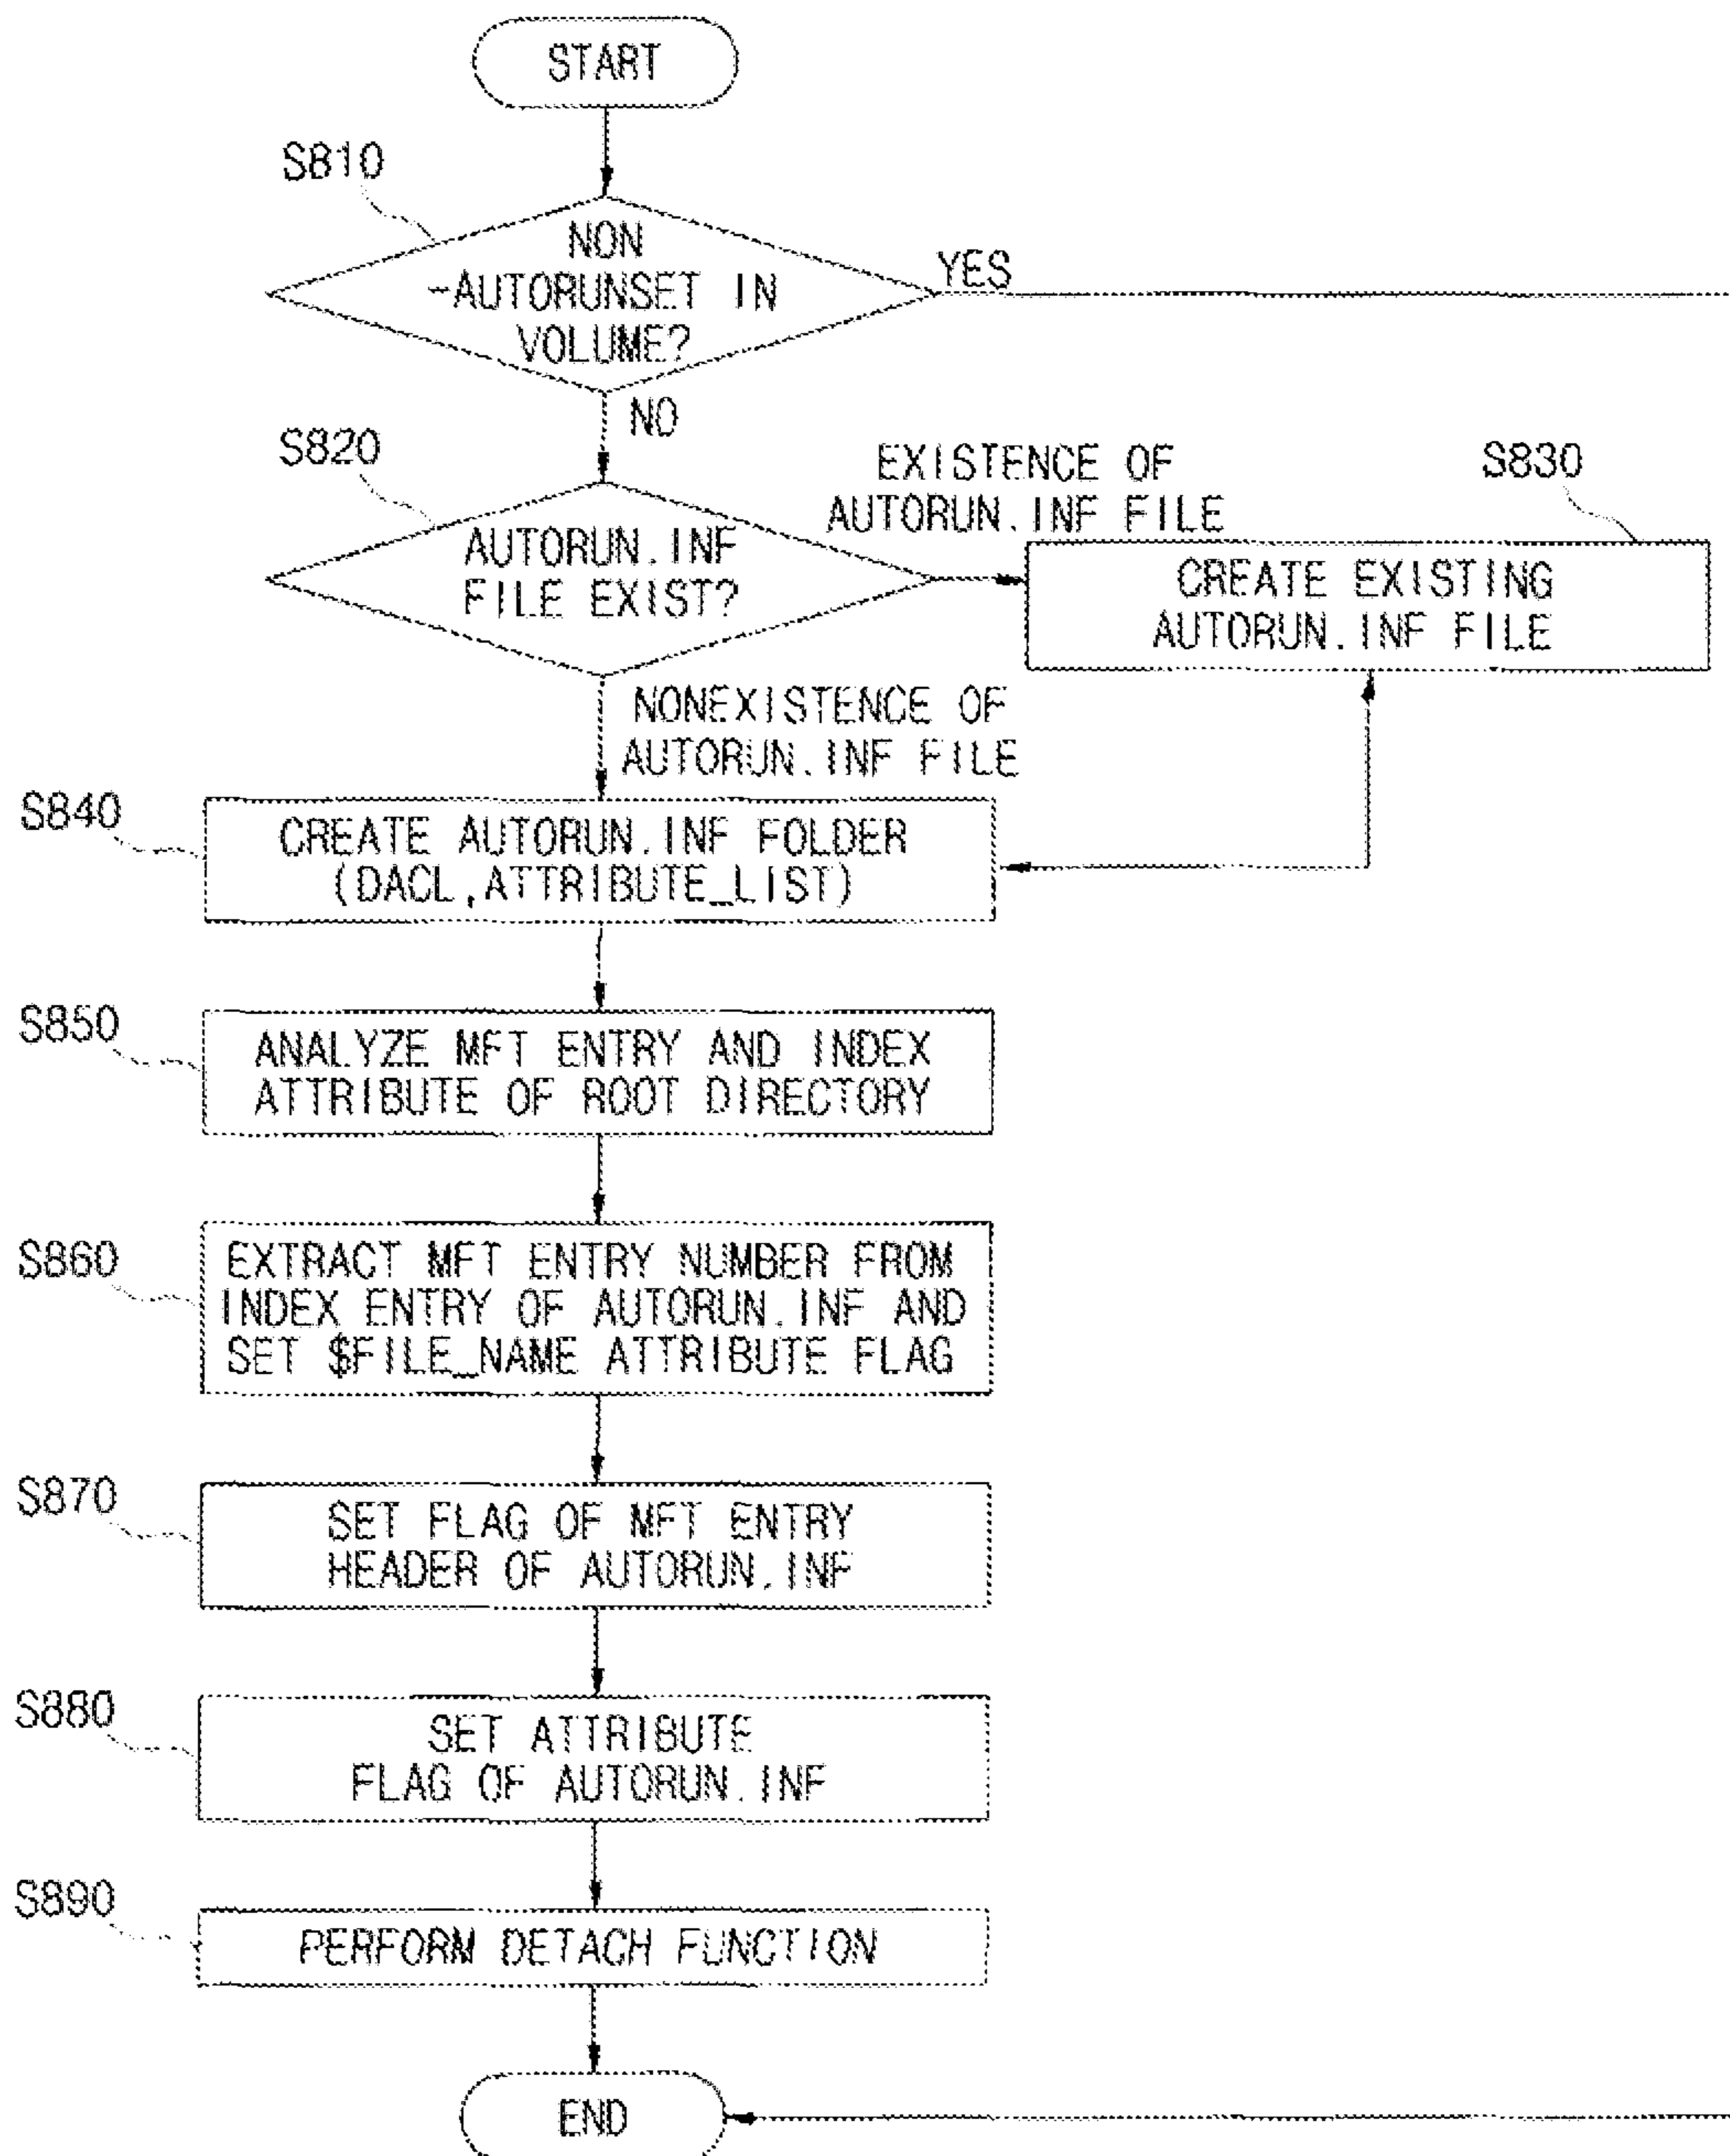 START
S810
NON
-AUTORUNSET IN
VOLUME?
YES
NO
S820
AUTORUN.INF
FILE EXIST?
EXISTENCE OF
AUTORUN.INF FILE
S830
CREATE EXISTING
AUTORUN.INF FILE
NONEXISTENCE OF
AUTORUN.INF FILE
S840
CREATE AUTORUN.INF FOLDER
(DACL,ATTRIBUTE_LIST)
S850
ANALYZE MFT ENTRY AND INDEX
ATTRIBUTE OF ROOT DIRECTORY
S860
EXTRACT MFT ENTRY NUMBER FROM
INDEX ENTRY OF AUTORUN.INF AND
SET $FILE_NAME ATTRIBUTE FLAG
S870
SET FLAG OF MFT ENTRY
HEADER OF AUTORUN.INF
S880
SET ATTRIBUTE
FLAG OF AUTORUN.INF
S890
PERFORM DETACH FUNCTION
END